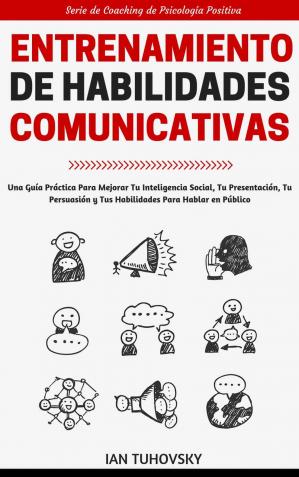 Serie de Coaching de Psicología Positiva
ENTRENAMIENTO
DE HABILIDADES
COMUNICATIVAS
Una Guía Práctica Para Mejorar Tu Inteligencia Social, Tu Presentación, Tu
Persuasión y Tus Habilidades Para Hablar en Público
IAN TUHOVSKY